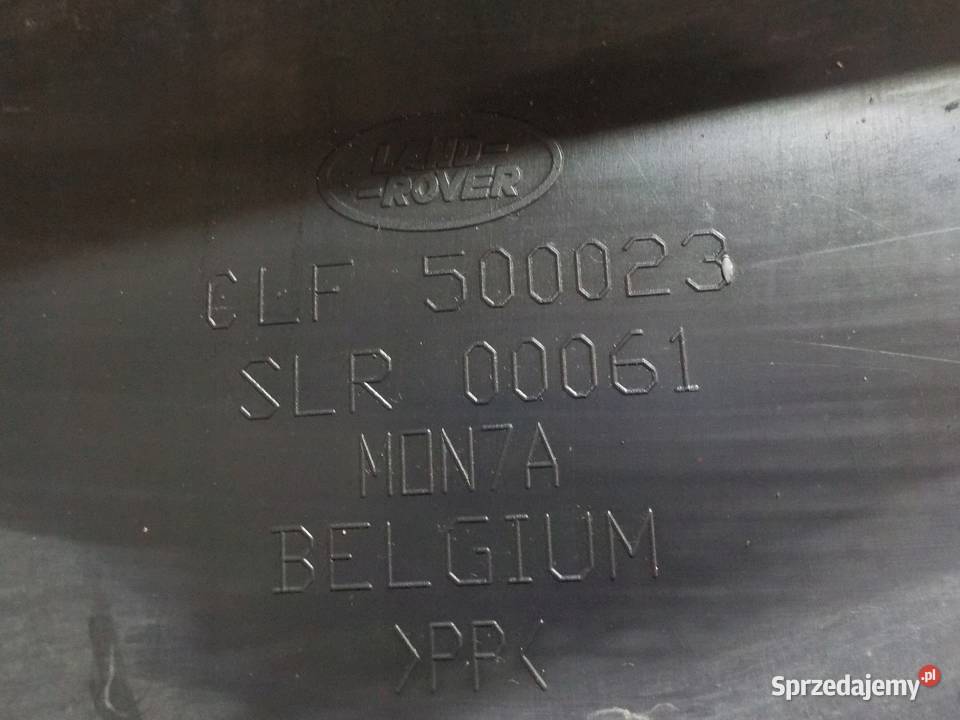 LAND-
-ROVER
CLF 500023
SLR 00061
MON7A
BELGIUM
>PP<
Sprzedajemy.pl